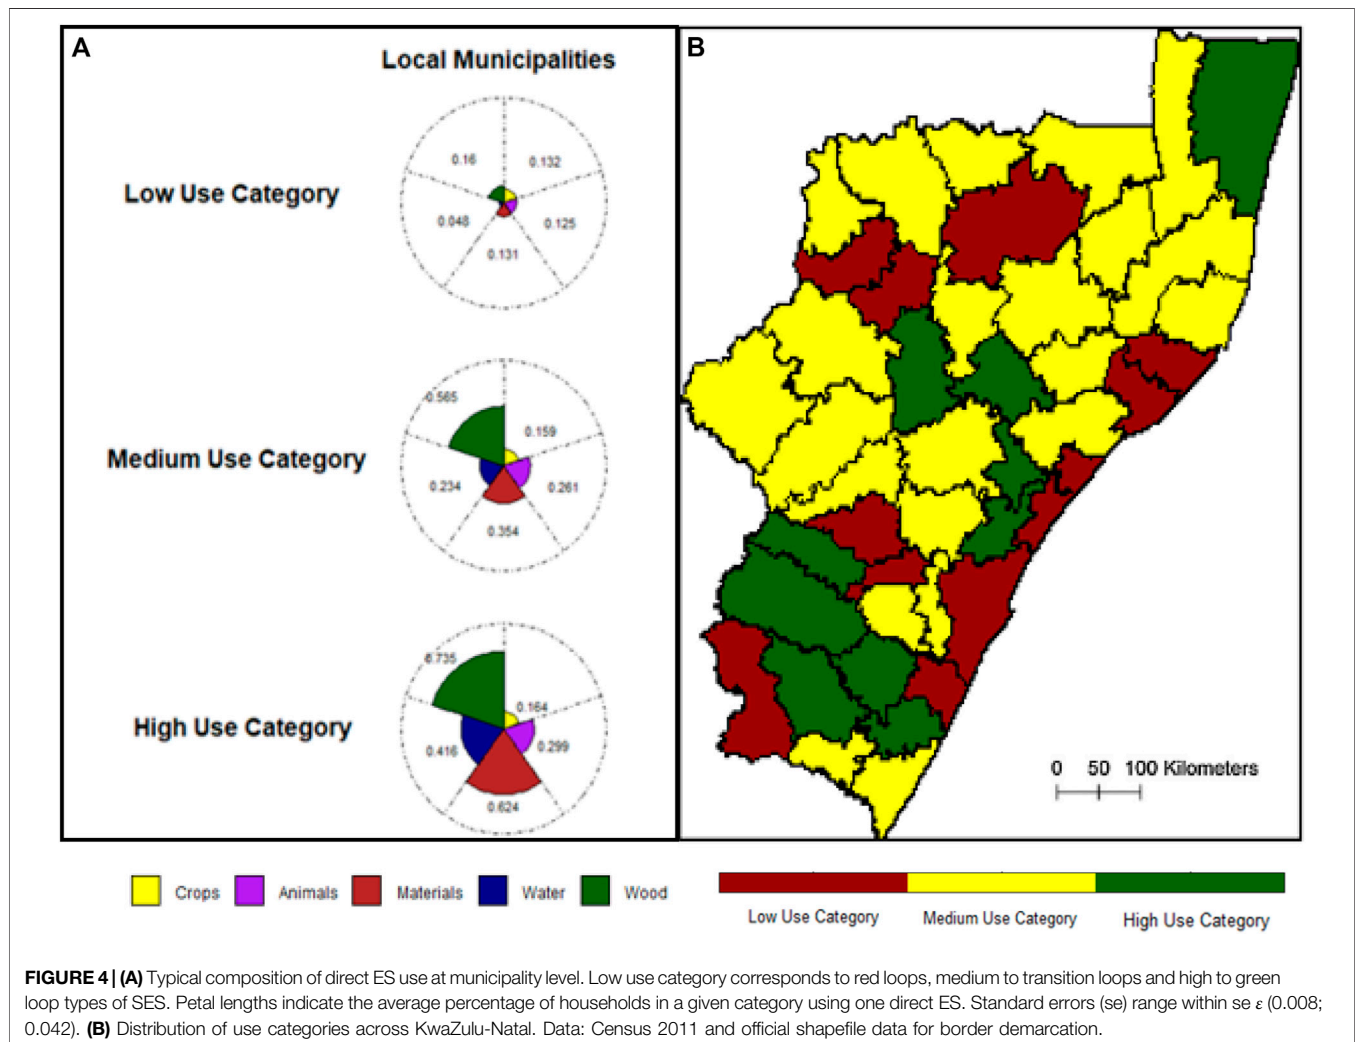 A
B
Local Municipalities
0.16
0.132
Low Use Category
0.048
0.125
0.131
0.565
0.159
Medium Use Category
0.234
0.261
0.354
0.735
0.164
High Use Category
0.416
0.299
0.624
0 50 100 Kilometers
Crops Animals Materials Water Wood
Low Use Category Medium Use Category High Use Category
FIGURE 4 | (A) Typical composition of direct ES use at municipality level. Low use category corresponds to red loops, medium to transition loops and high to green
loop types of SES. Petal lengths indicate the average percentage of households in a given category using one direct ES. Standard errors (se) range within se ε (0.008;
0.042). (B) Distribution of use categories across KwaZulu-Natal. Data: Census 2011 and official shapefile data for border demarcation.